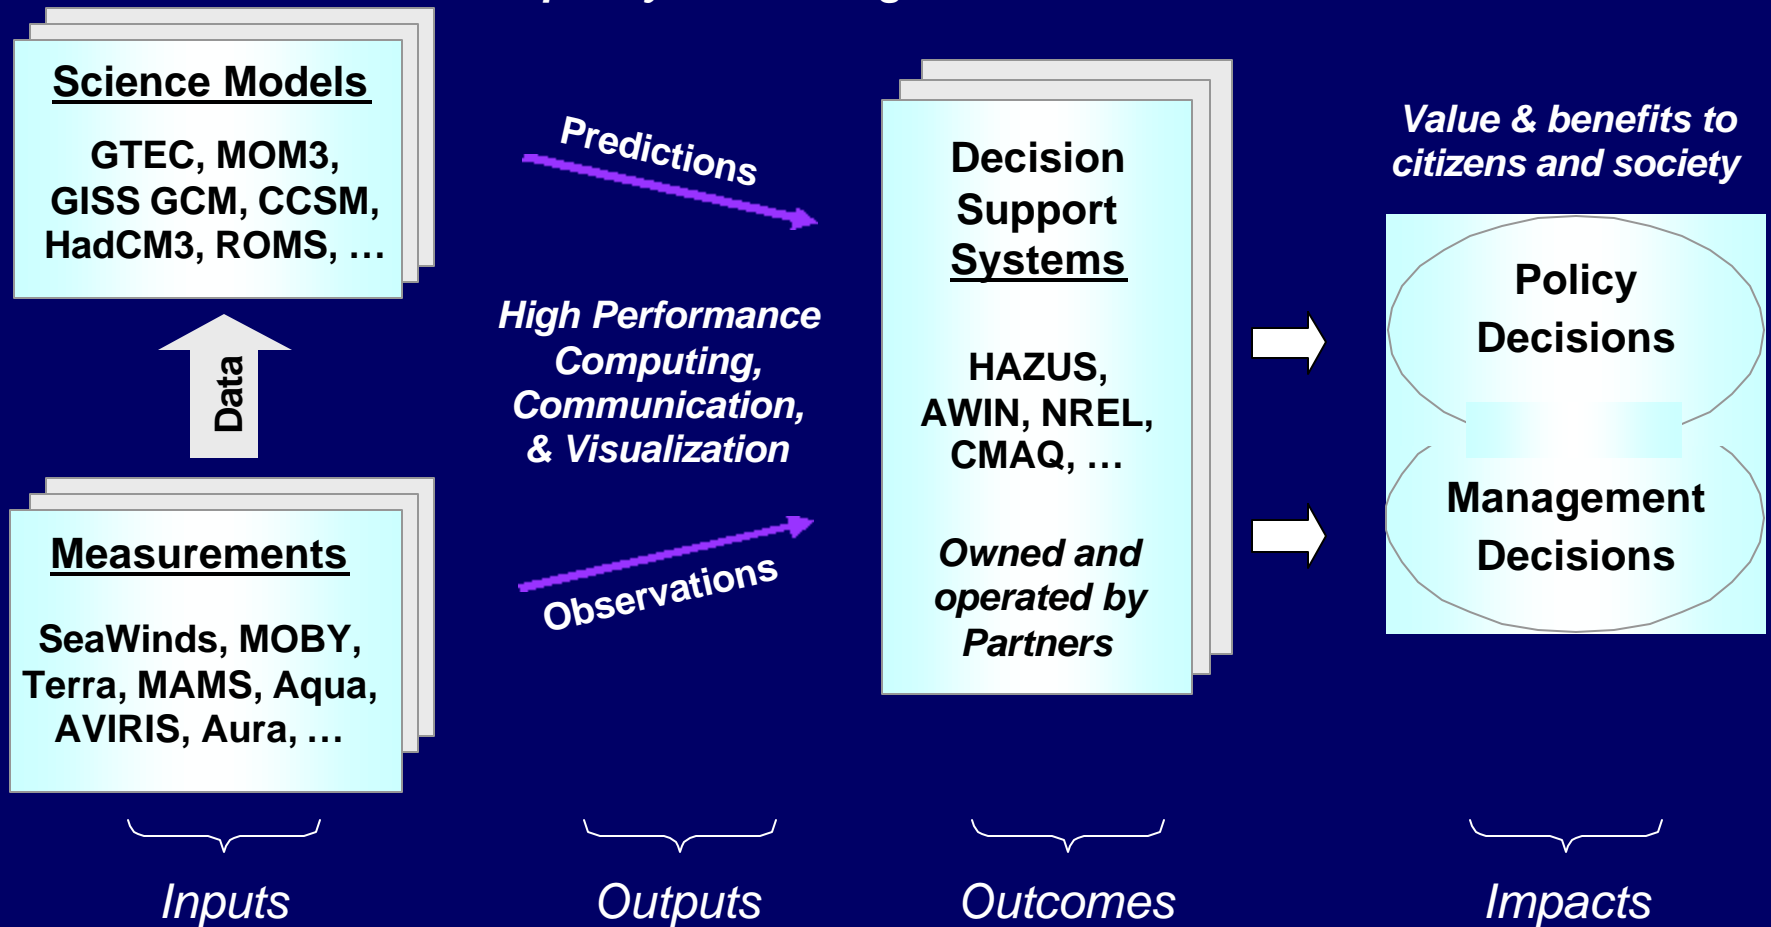 Science Models
GTEC, MOM3,
GISS GCM, CCSM,
HadCM3, ROMS, …
Data
Measurements
SeaWinds, MOBY,
Terra, MAMS, Aqua,
AVIRIS, Aura, …
Predictions
High Performance
Computing,
Communication,
& Visualization
Observations
Decision
Support
Systems
HAZUS,
AWIN, NREL,
CMAQ, …
Owned and
operated by
Partners
Value & benefits to
citizens and society
Policy
Decisions
Management
Decisions
Inputs
Outputs
Outcomes
Impacts